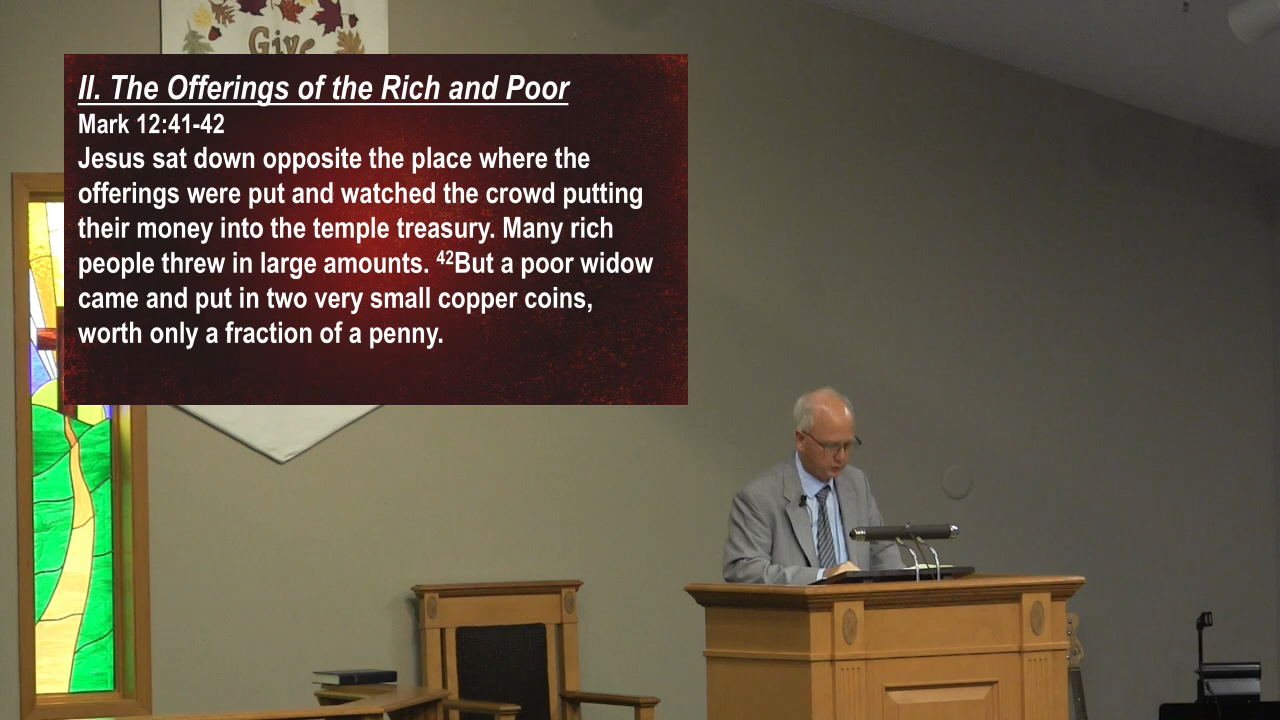 Give
II. The Offerings of the Rich and Poor
Mark 12:41-42
Jesus sat down opposite the place where the
offerings were put and watched the crowd putting
their money into the temple treasury. Many rich
people threw in large amounts. ⁴²But a poor widow
came and put in two very small copper coins,
worth only a fraction of a penny.